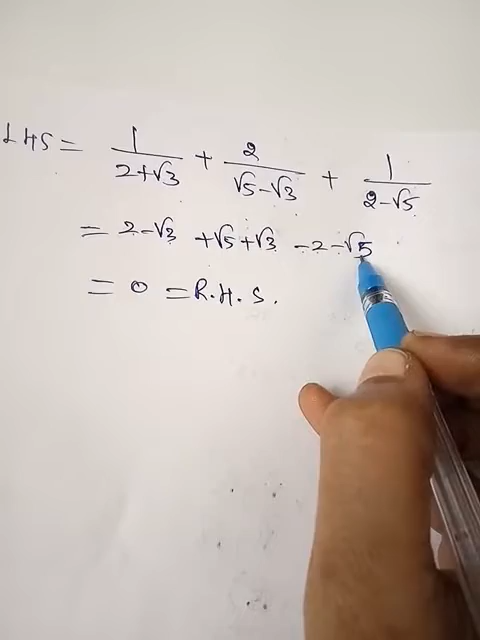 LHS = 1/(2+√3) + 2/(√5-√3) + 1/(2-√5)
= 2-√3 +√5+√3 -2-√5
= 0 = R.H.S.